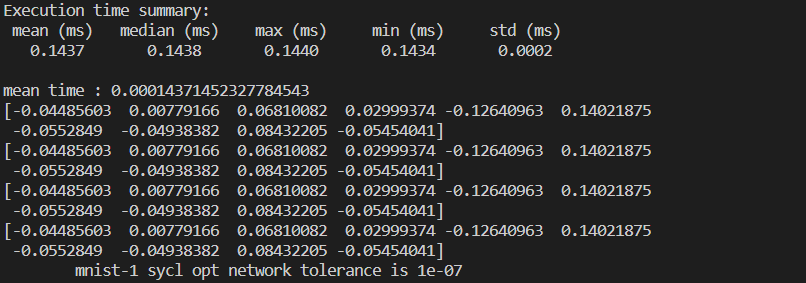 Execution time summary:
 mean (ms)   median (ms)    max (ms)     min (ms)     std (ms)
   0.1437       0.1438       0.1440       0.1434       0.0002
mean time : 0.00014371452327784543
[-0.04485603  0.00779166  0.06810082  0.02999374 -0.12640963  0.14021875
 -0.0552849  -0.04938382  0.08432205 -0.05454041]
[-0.04485603  0.00779166  0.06810082  0.02999374 -0.12640963  0.14021875
 -0.0552849  -0.04938382  0.08432205 -0.05454041]
[-0.04485603  0.00779166  0.06810082  0.02999374 -0.12640963  0.14021875
 -0.0552849  -0.04938382  0.08432205 -0.05454041]
[-0.04485603  0.00779166  0.06810082  0.02999374 -0.12640963  0.14021875
 -0.0552849  -0.04938382  0.08432205 -0.05454041]
        mnist-1 sycl opt network tolerance is 1e-07